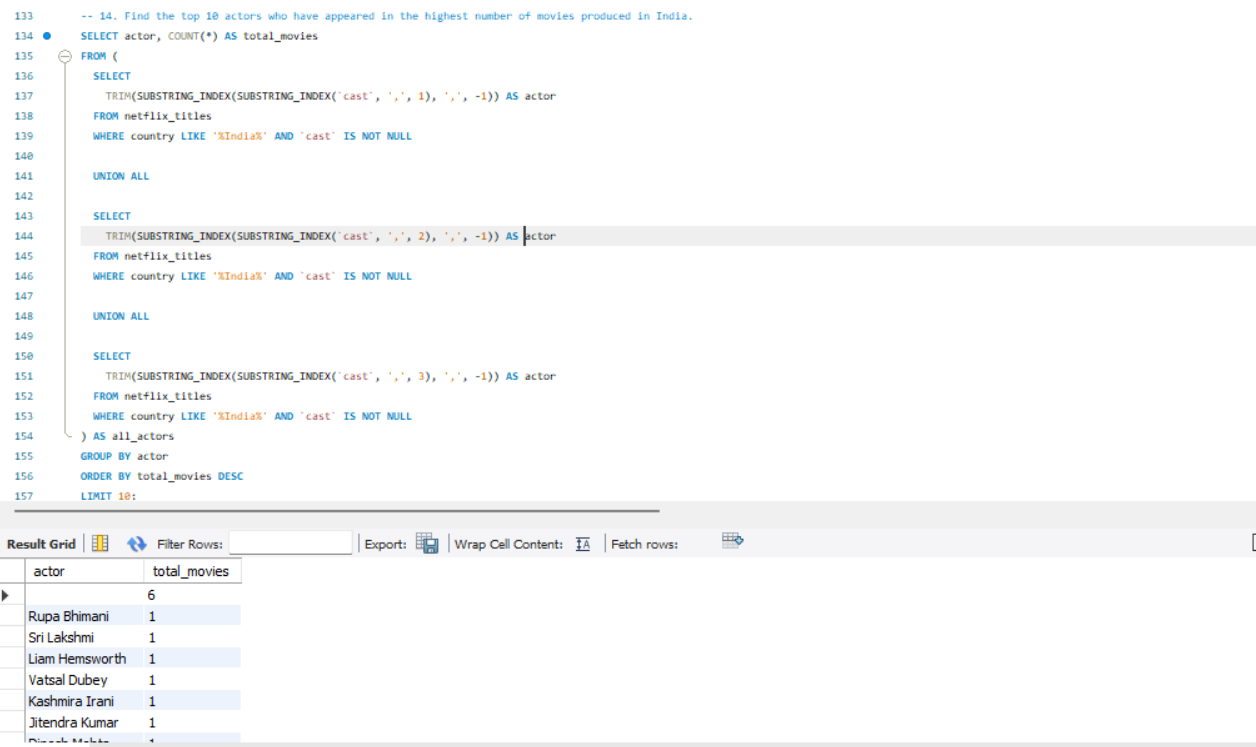 133 -- 14. Find the top 10 actors who have appeared in the highest number of movies produced in India.
134 SELECT actor, COUNT(*) AS total_movies
135 FROM (
136 SELECT
137 TRIM(SUBSTRING_INDEX(SUBSTRING_INDEX(`cast`, ',', 1), ',', -1)) AS actor
138 FROM netflix_titles
139 WHERE country LIKE '%India%' AND `cast` IS NOT NULL
140
141 UNION ALL
142
143 SELECT
144 TRIM(SUBSTRING_INDEX(SUBSTRING_INDEX(`cast`, ',', 2), ',', -1)) AS actor
145 FROM netflix_titles
146 WHERE country LIKE '%India%' AND `cast` IS NOT NULL
147
148 UNION ALL
149
150 SELECT
151 TRIM(SUBSTRING_INDEX(SUBSTRING_INDEX(`cast`, ',', 3), ',', -1)) AS actor
152 FROM netflix_titles
153 WHERE country LIKE '%India%' AND `cast` IS NOT NULL
154 ) AS all_actors
155 GROUP BY actor
156 ORDER BY total_movies DESC
157 LIMIT 10;
Result Grid Filter Rows: Export: Wrap Cell Content: IA Fetch rows:
actor total_movies
6
Rupa Bhimani 1
Sri Lakshmi 1
Liam Hemsworth 1
Vatsal Dubey 1
Kashmira Irani 1
Jitendra Kumar 1